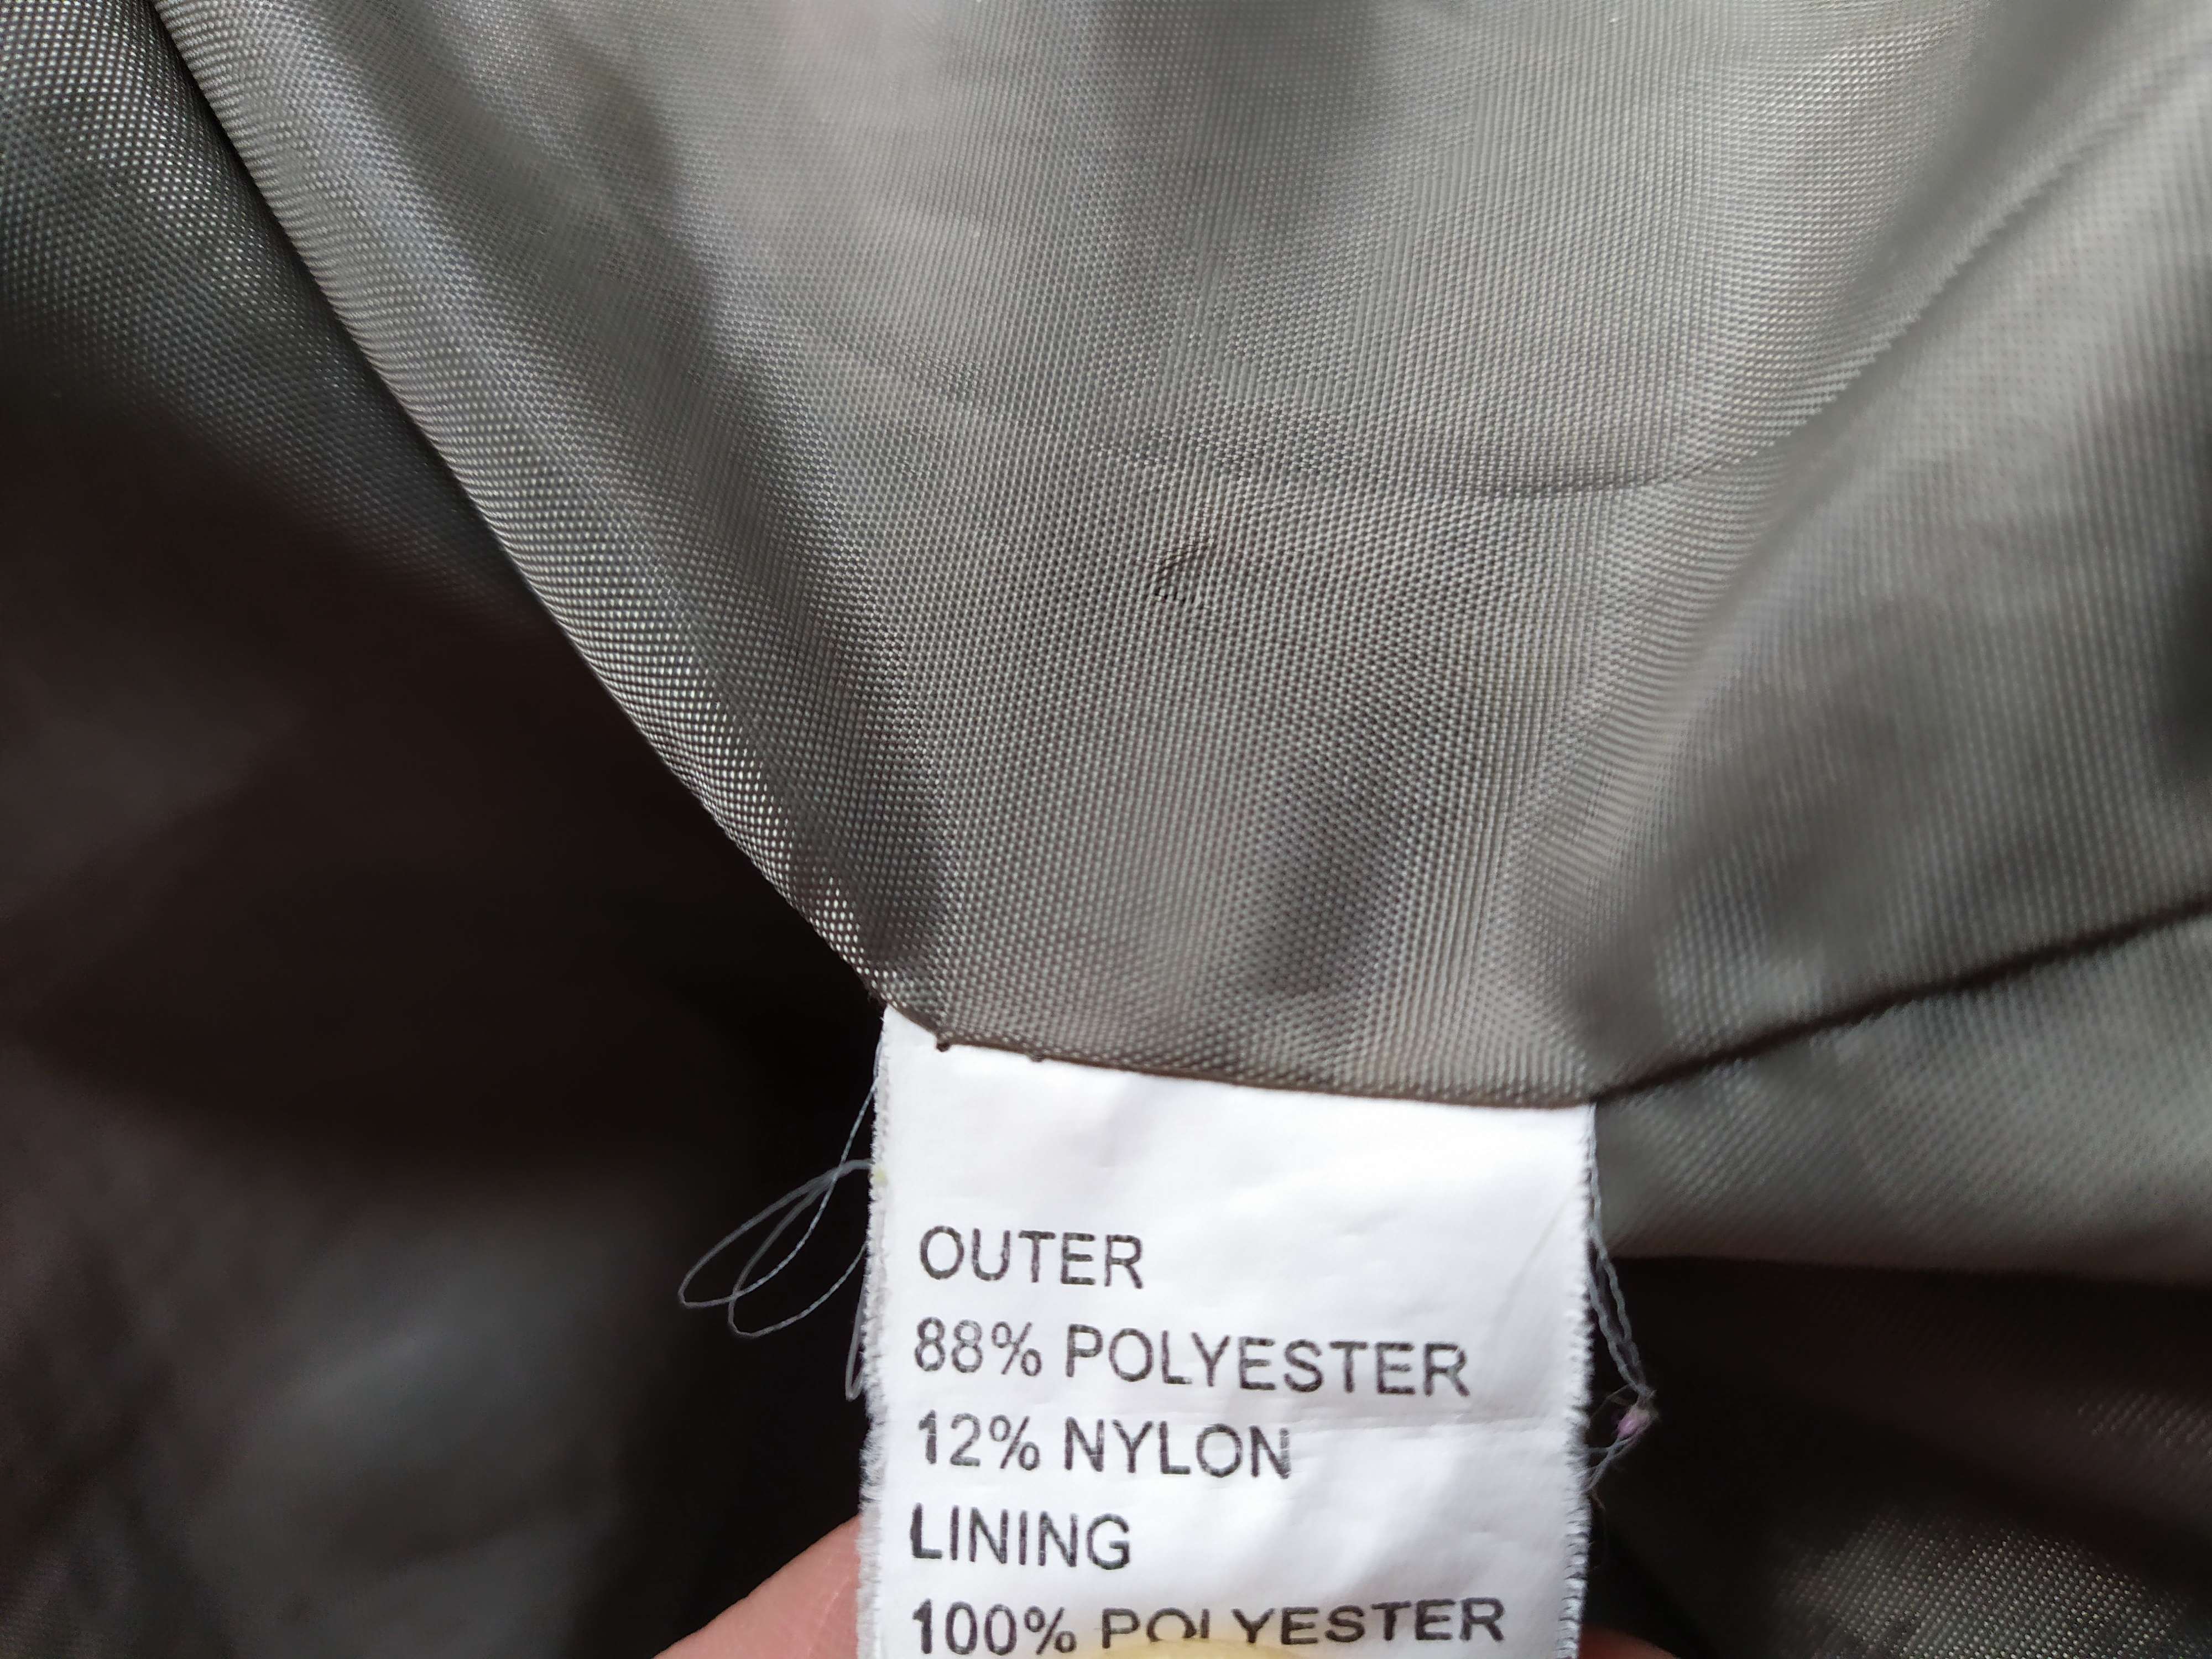 OUTER
88% POLYESTER
12% NYLON
LINING
100% POLYESTER